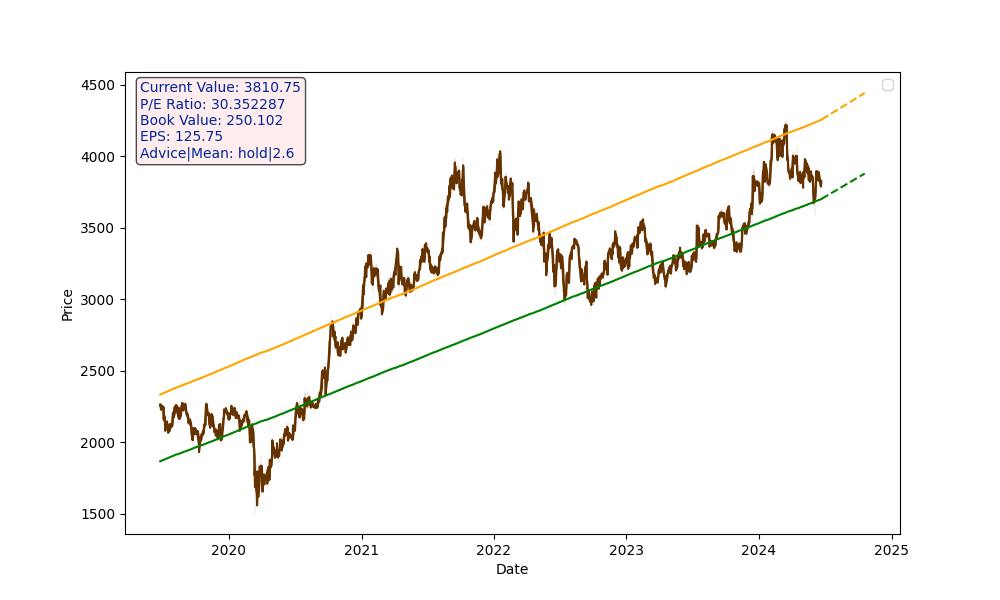 Current Value: 3810.75
P/E Ratio: 30.352287
Book Value: 250.102
EPS: 125.75
Advice|Mean: hold|2.6
4500
4000
3500
3000
2500
2000
1500
Price
2020 2021 2022 2023 2024 2025
Date